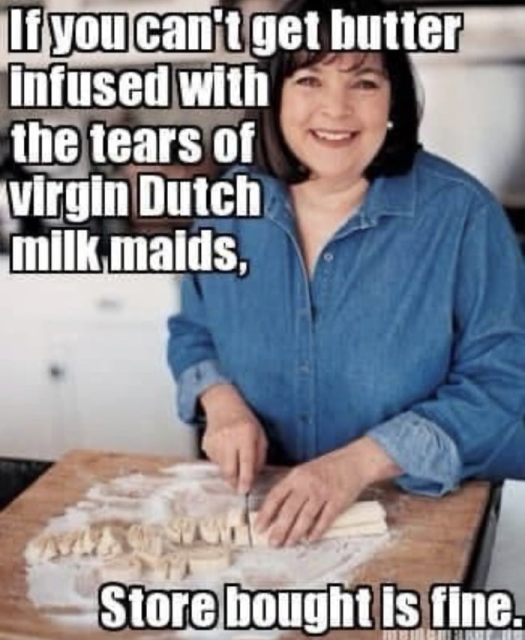 If you can't get butter
infused with
the tears of
virgin Dutch
milk maids,
Store bought is fine.